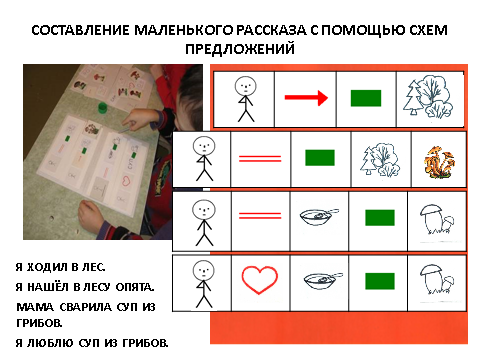 СОСТАВЛЕНИЕ МАЛЕНЬКОГО РАССКАЗА С ПОМОЩЬЮ СХЕМ
ПРЕДЛОЖЕНИЙ
Я ХОДИЛ В ЛЕС.
Я НАШЁЛ В ЛЕСУ ОПЯТА.
МАМА СВАРИЛА СУП ИЗ
ГРИБОВ.
Я ЛЮБЛЮ СУП ИЗ ГРИБОВ.